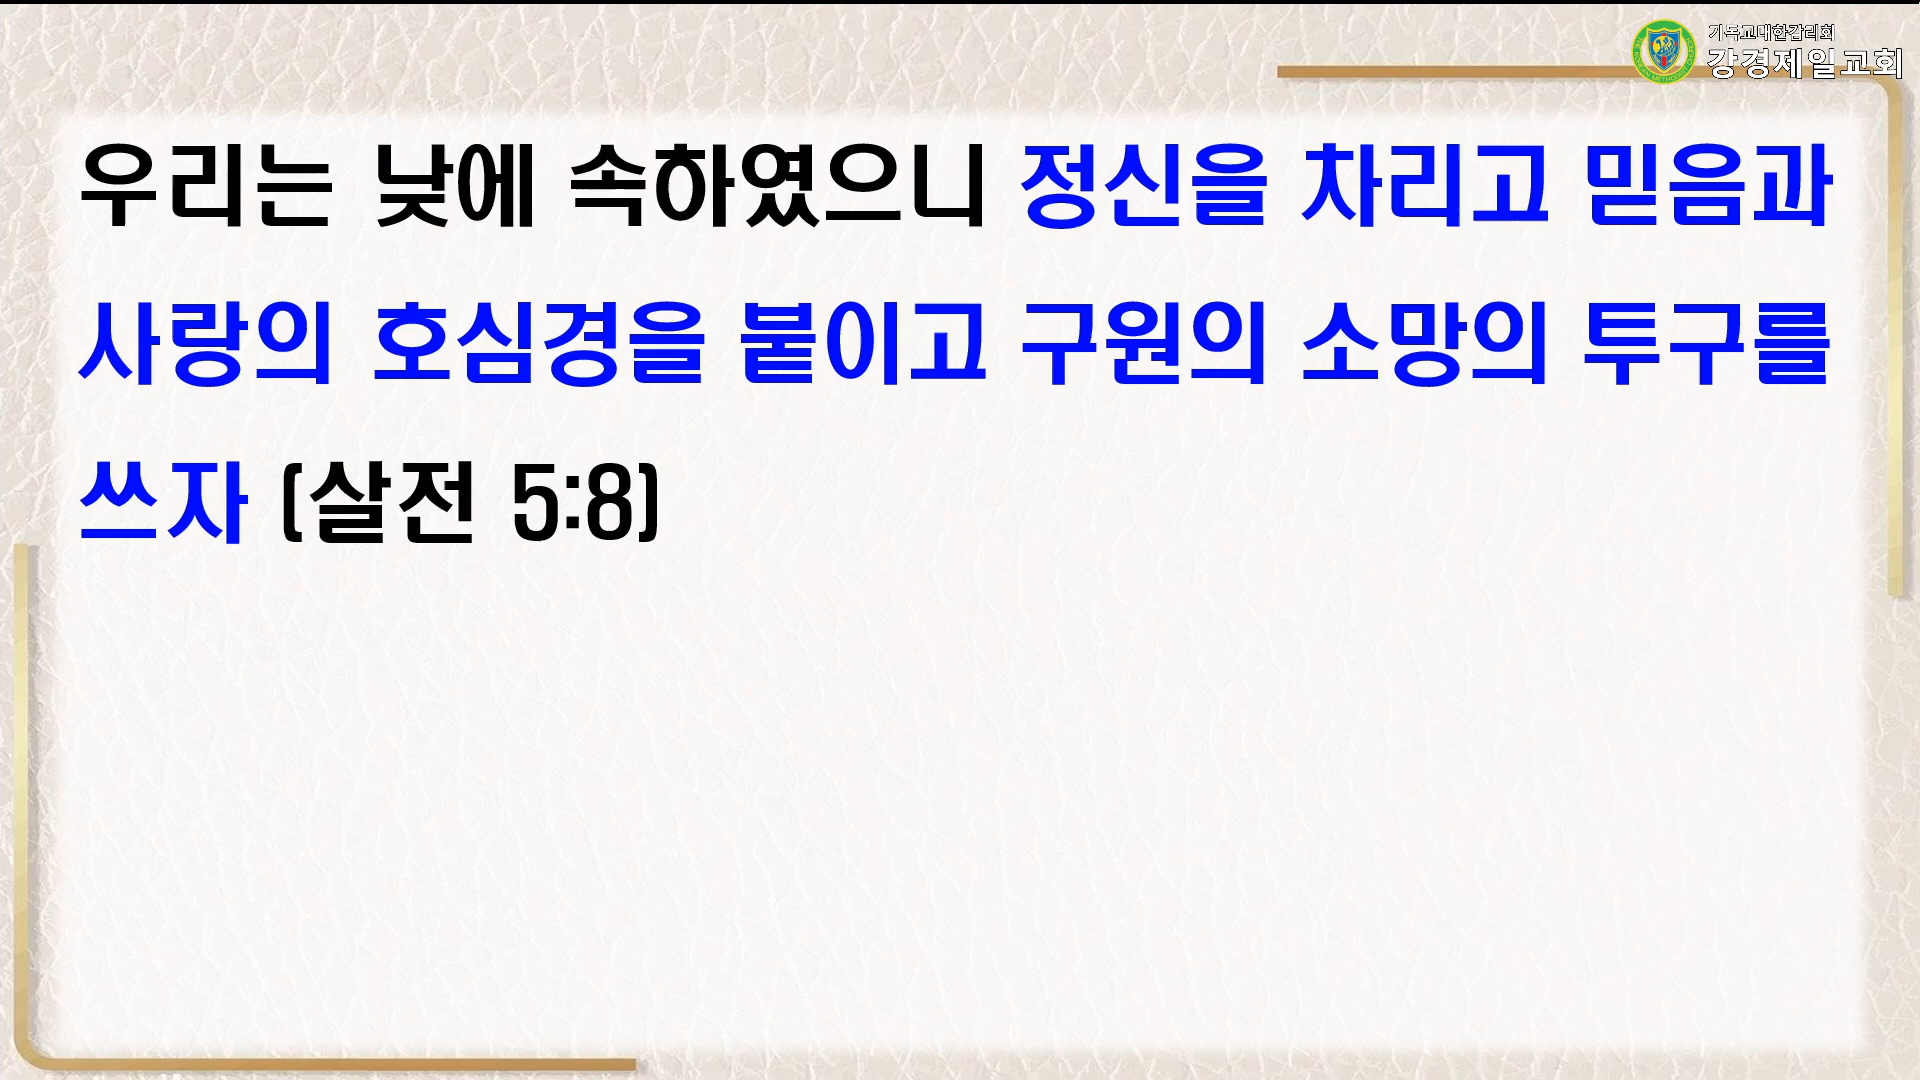 기독교대한감리회
강경제일교회
우리는 낮에 속하였으니 정신을 차리고 믿음과
사랑의 호심경을 붙이고 구원의 소망의 투구를
쓰자 (살전 5:8)